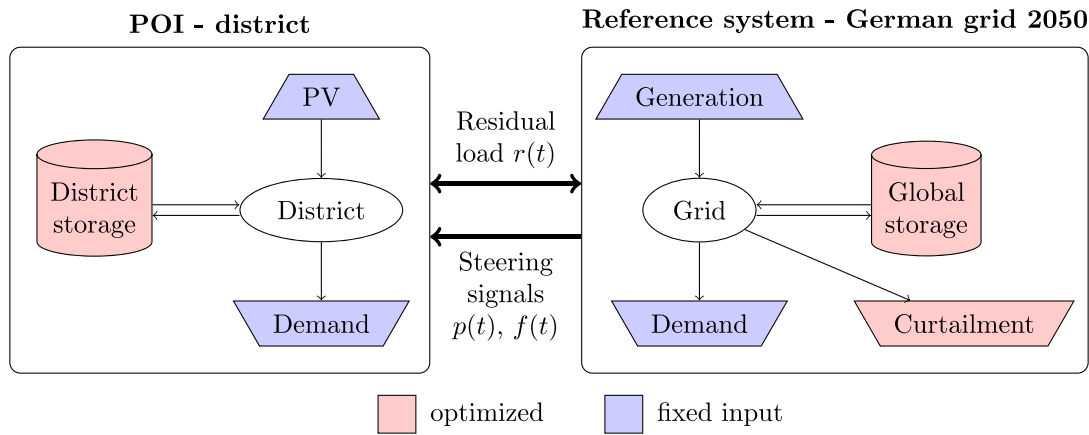 POI - district
Reference system - German grid 2050
PV
District
storage
District
Demand
Residual
load r(t)
Steering
signals
p(t), f(t)
Generation
Grid
Global
storage
Demand
Curtailment
optimized
fixed input